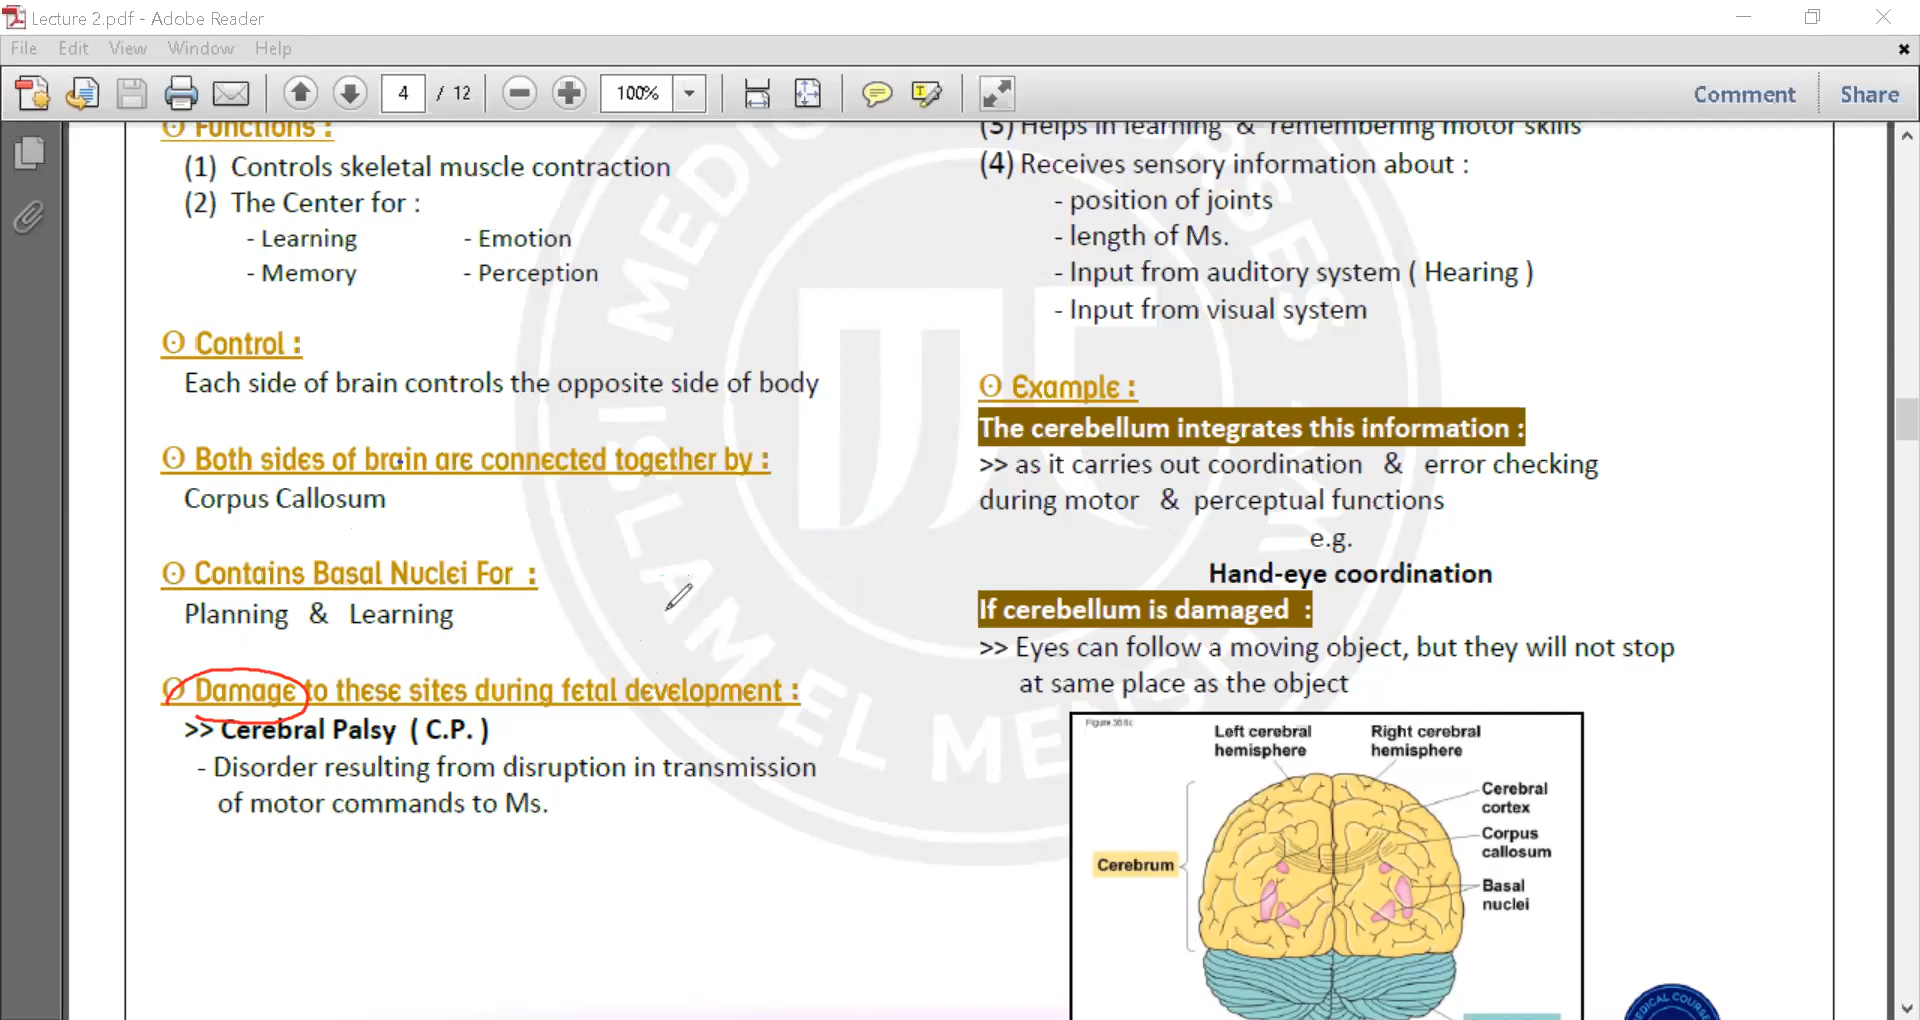 Lecture 2.pdf - Adobe Reader
File Edit View Window Help
4 / 12 100% Comment Share
Functions :
(1) Controls skeletal muscle contraction
(2) The Center for :
- Learning - Emotion
- Memory - Perception
Control :
Each side of brain controls the opposite side of body
Both sides of brain are connected together by :
Corpus Callosum
Contains Basal Nuclei For :
Planning & Learning
Damage to these sites during fetal development :
>> Cerebral Palsy ( C.P. )
- Disorder resulting from disruption in transmission
of motor commands to Ms.
(3) Helps in learning & remembering motor skills
(4) Receives sensory information about :
- position of joints
- length of Ms.
- Input from auditory system ( Hearing )
- Input from visual system
Example :
The cerebellum integrates this information :
>> as it carries out coordination & error checking
during motor & perceptual functions
e.g.
Hand-eye coordination
If cerebellum is damaged :
>> Eyes can follow a moving object, but they will not stop
at same place as the object
Left cerebral
hemisphere
Right cerebral
hemisphere
Cerebral
cortex
Corpus
callosum
Cerebrum
Basal
nuclei